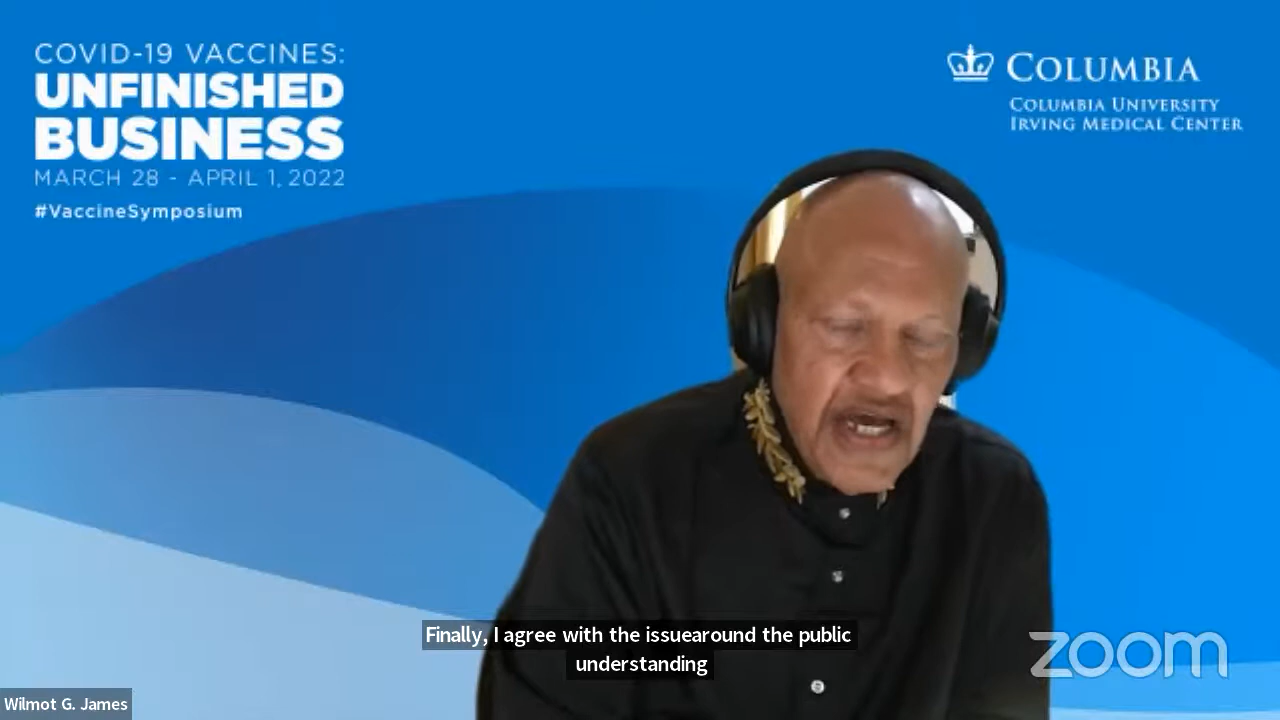 COVID-19 VACCINES:
UNFINISHED
BUSINESS
MARCH 28 - APRIL 1, 2022
#VaccineSymposium
COLUMBIA
COLUMBIA UNIVERSITY
IRVING MEDICAL CENTER
Finally, I agree with the issuearound the public
understanding
zoom
Wilmot G. James